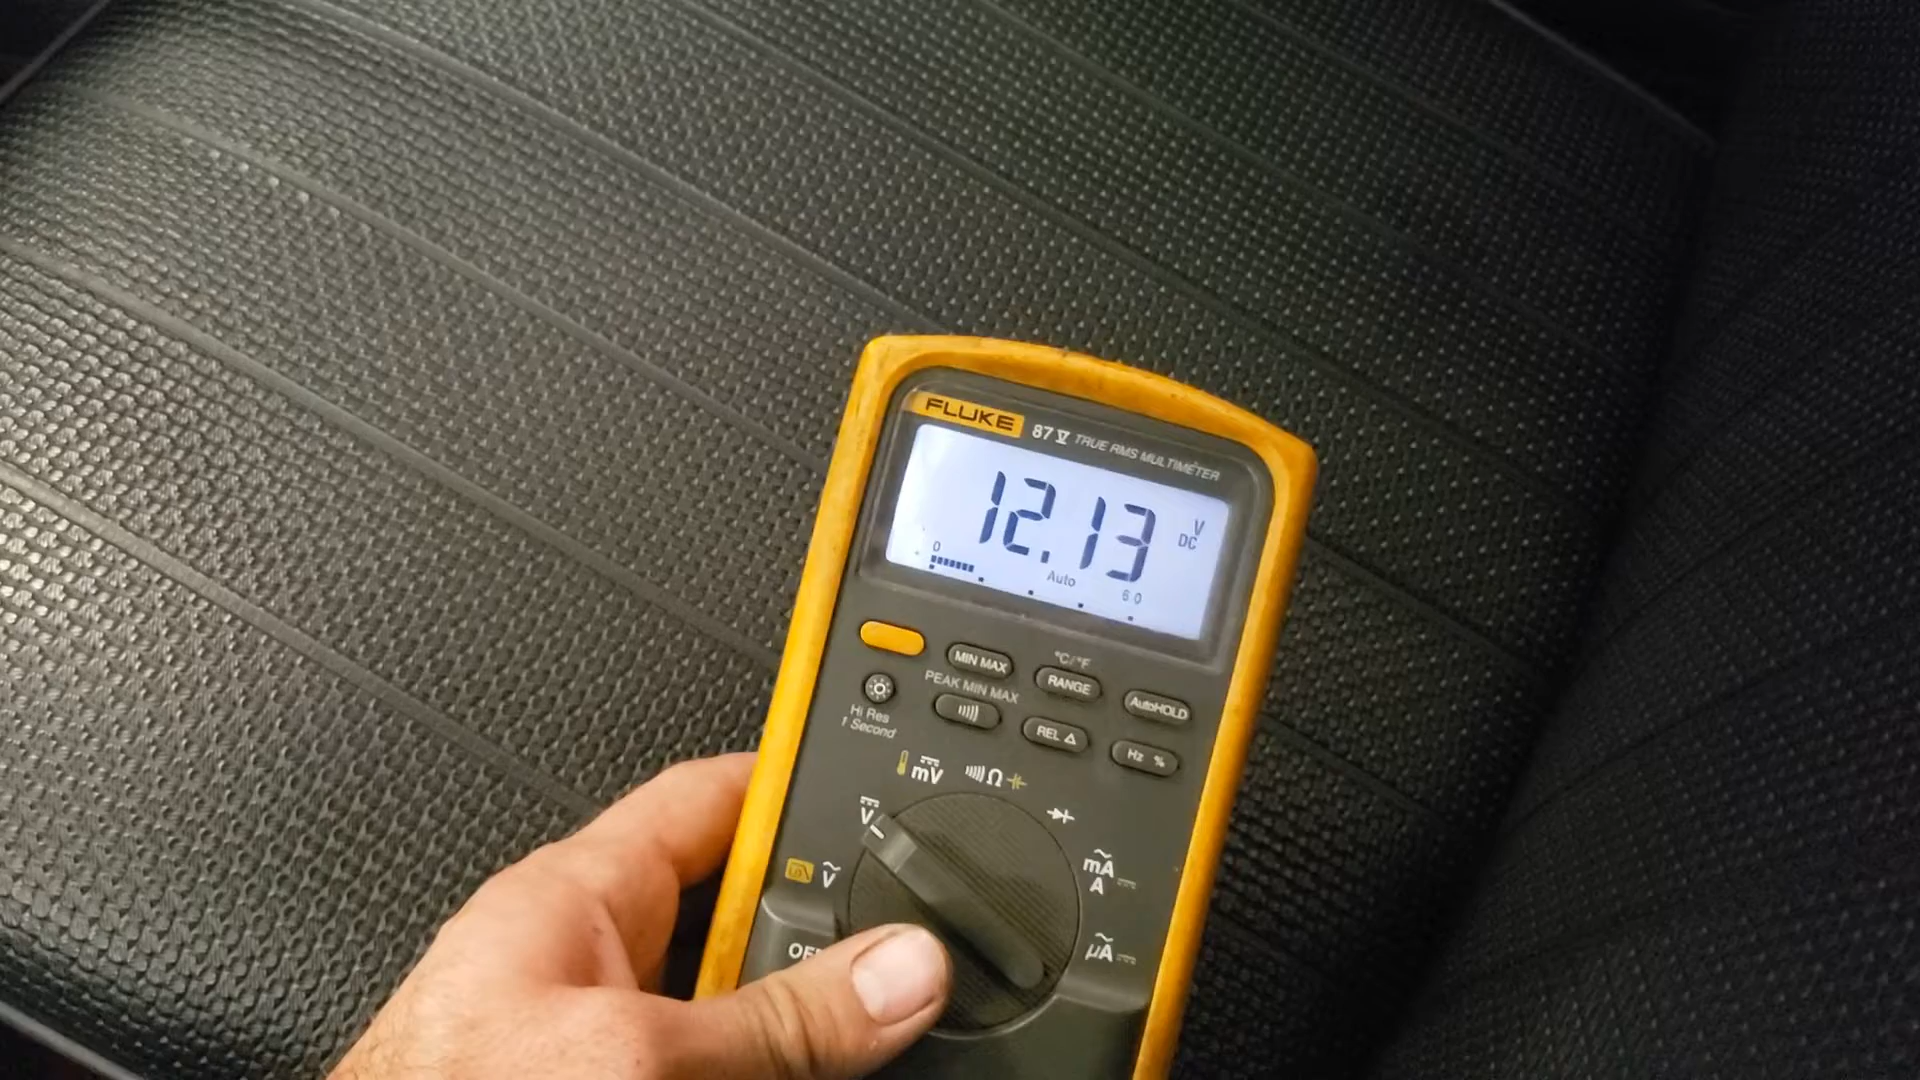 FLUKE 87 V TRUE RMS MULTIMETER
12.13 V DC
0 Auto 60
MIN MAX
°C/°F
RANGE
AutoHOLD
PEAK MIN MAX
Hi Res
1 Second
REL Δ
Hz %
mV Ω
V
V
mA
A
µA